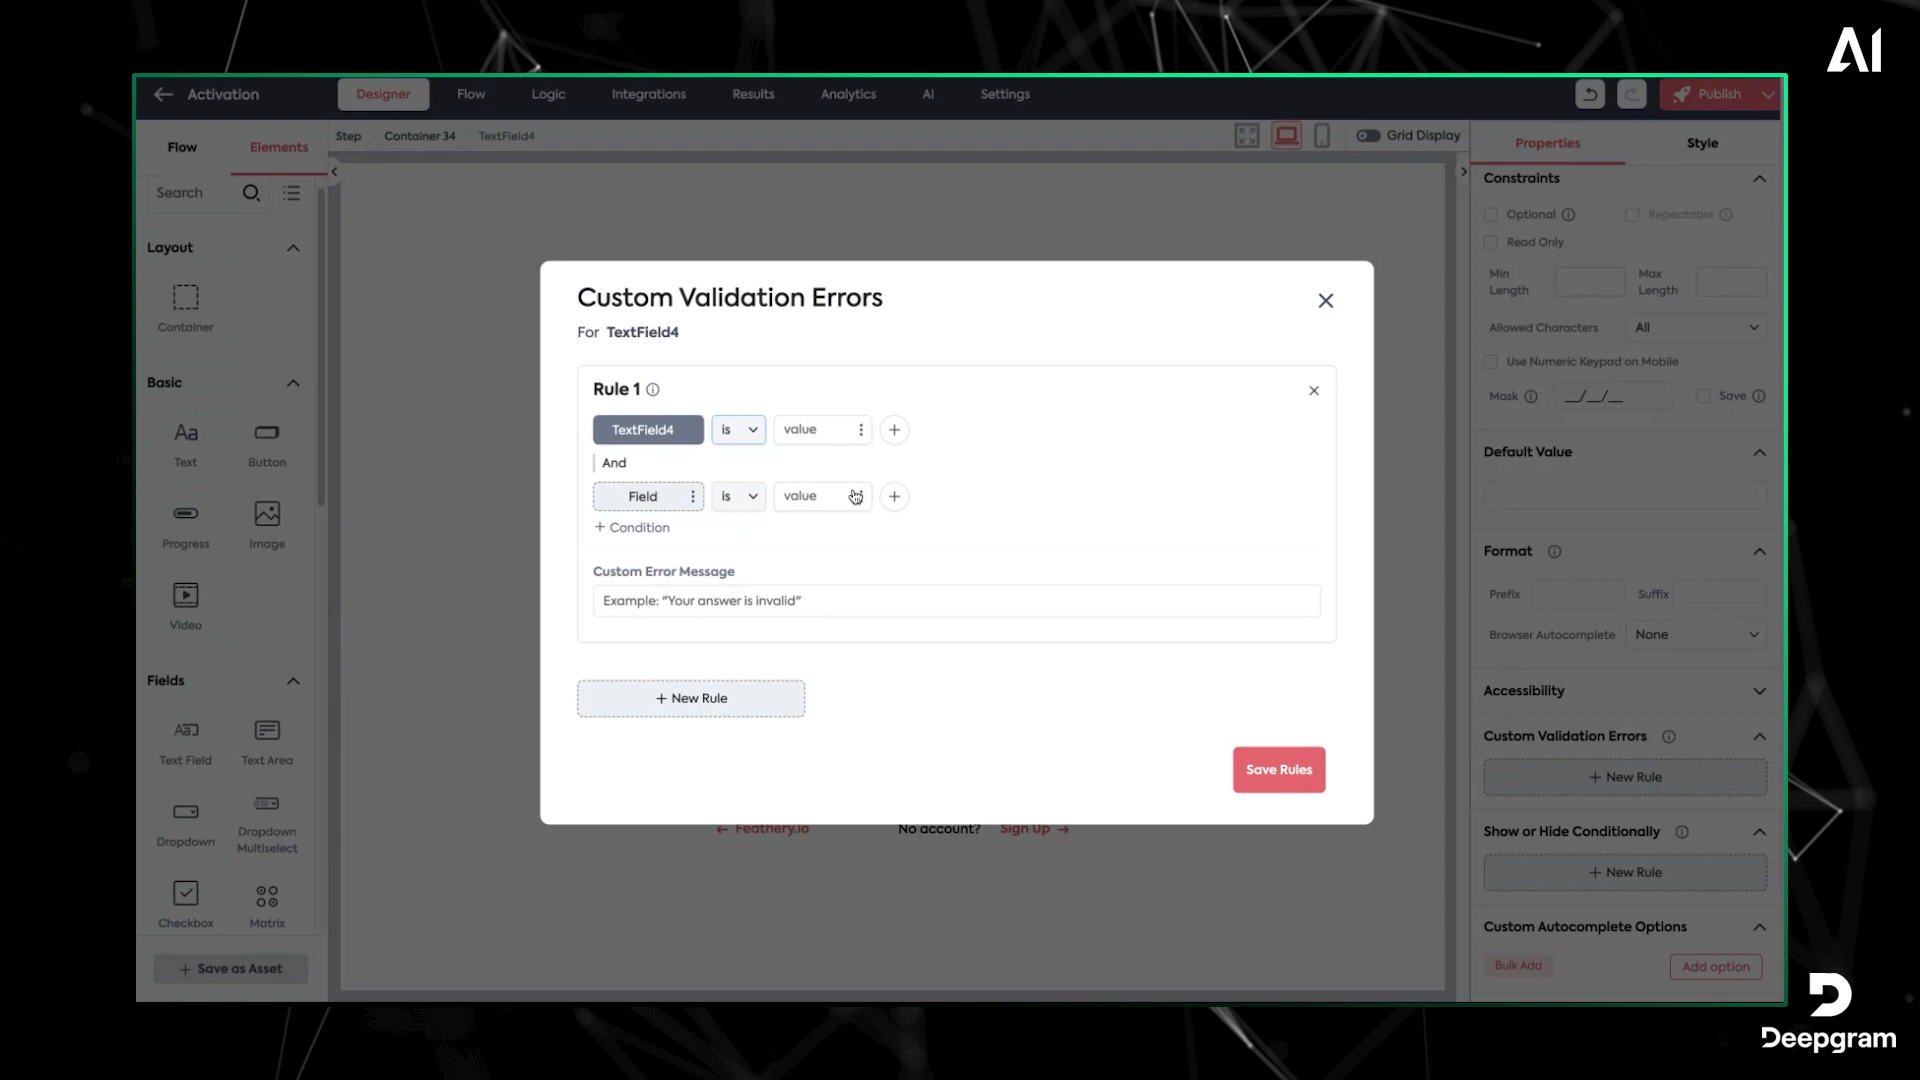 AI
Activation
Designer
Flow
Logic
Integrations
Results
Analytics
AI
Settings
Publish
Flow
Elements
Step
Container 34
TextField4
Grid Display
Properties
Style
Search
Layout
Container
Basic
Aa
Text
Button
Progress
Image
Video
Fields
Text Field
Text Area
Dropdown
Dropdown
Multiselect
Checkbox
Matrix
+ Save as Asset
Custom Validation Errors
For TextField4
Rule 1
TextField4 is value
And
Field is value
+ Condition
Custom Error Message
Example: "Your answer is invalid"
+ New Rule
Save Rules
← Feathery.io
No account? Sign Up →
Constraints
Optional
Repeatable
Read Only
Min
Length
Max
Length
Allowed Characters
All
Use Numeric Keypad on Mobile
Mask
__/__/__
Save
Default Value
Format
Prefix
Suffix
Browser Autocomplete
None
Accessibility
Custom Validation Errors
+ New Rule
Show or Hide Conditionally
+ New Rule
Custom Autocomplete Options
Bulk Add
Add option
Deepgram